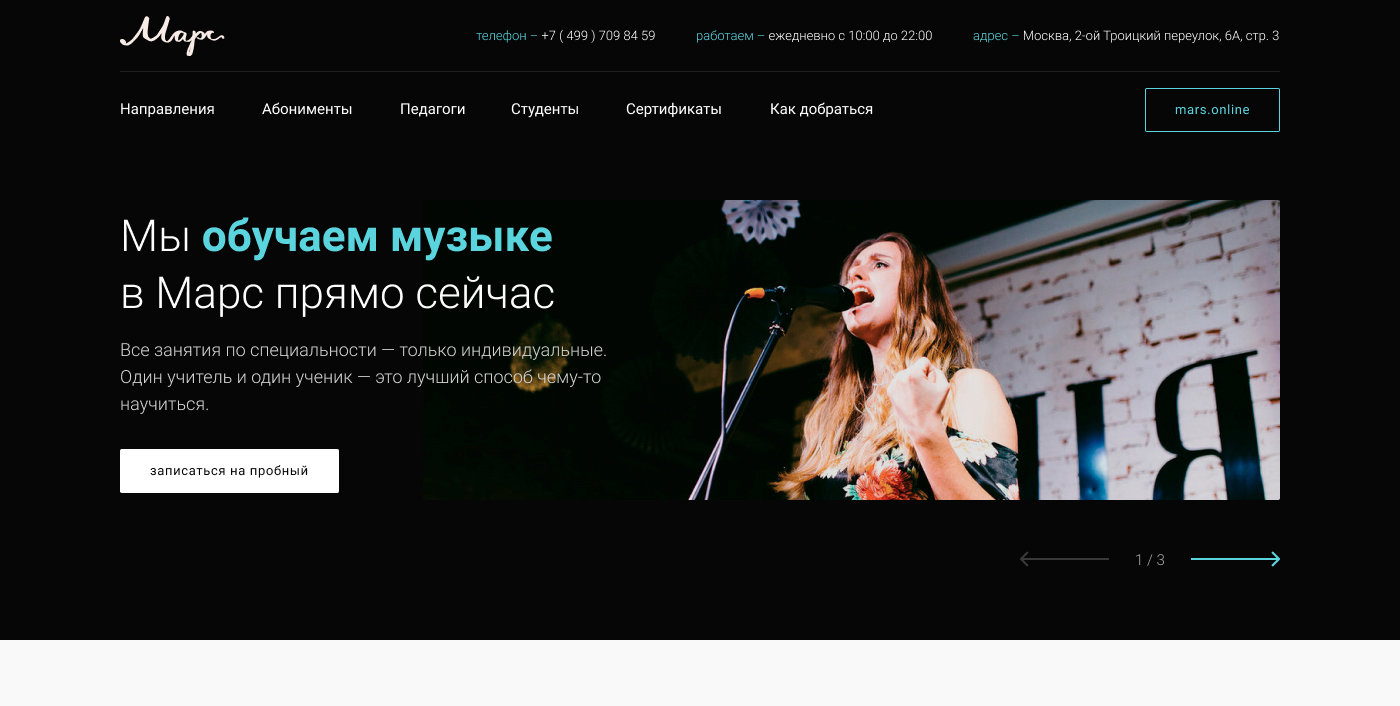 Марс
телефон – +7 ( 499 ) 709 84 59
работаем – ежедневно с 10:00 до 22:00
адрес – Москва, 2-ой Троицкий переулок, 6А, стр. 3
Направления
Абонименты
Педагоги
Студенты
Сертификаты
Как добраться
mars.online
Мы обучаем музыке
в Марс прямо сейчас
Все занятия по специальности — только индивидуальные.
Один учитель и один ученик — это лучший способ чему-то
научиться.
записаться на пробный
1 / 3